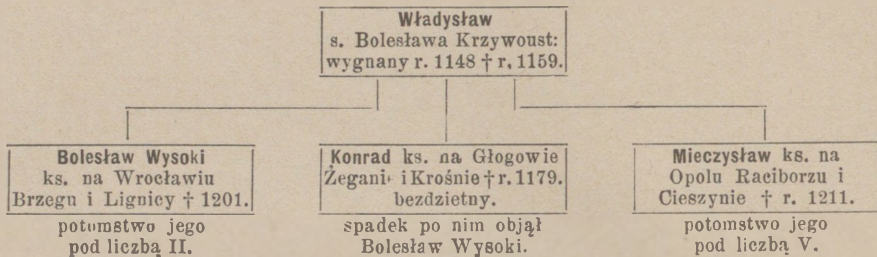 Władysław
s. Bolesława Krzywoust:
wygnany r. 1148 † r. 1159.
Bolesław Wysoki
ks. na Wrocławiu
Brzegu i Lignicy † 1201.
potomstwo jego
pod liczbą II.
Konrad ks. na Głogowie
Żegani i Krośnie † r. 1179.
bezdzietny.
spadek po nim objął
Bolesław Wysoki.
Mieczysław ks. na
Opolu Raciborzu i
Cieszynie † r. 1211.
potomstwo jego
pod liczbą V.